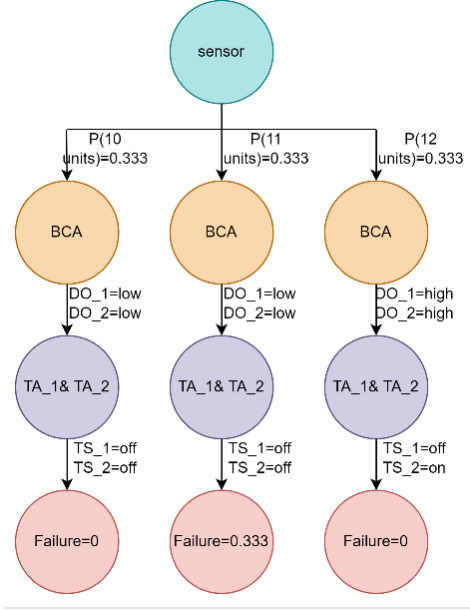 sensor
P(10
units)=0.333
P(11
units)=0.333
P(12
units)=0.333
BCA
BCA
BCA
DO_1=low
DO_2=low
DO_1=low
DO_2=low
DO_1=high
DO_2=high
TA_1& TA_2
TA_1& TA_2
TA_1& TA_2
TS_1=off
TS_2=off
TS_1=off
TS_2=off
TS_1=off
TS_2=on
Failure=0
Failure=0.333
Failure=0